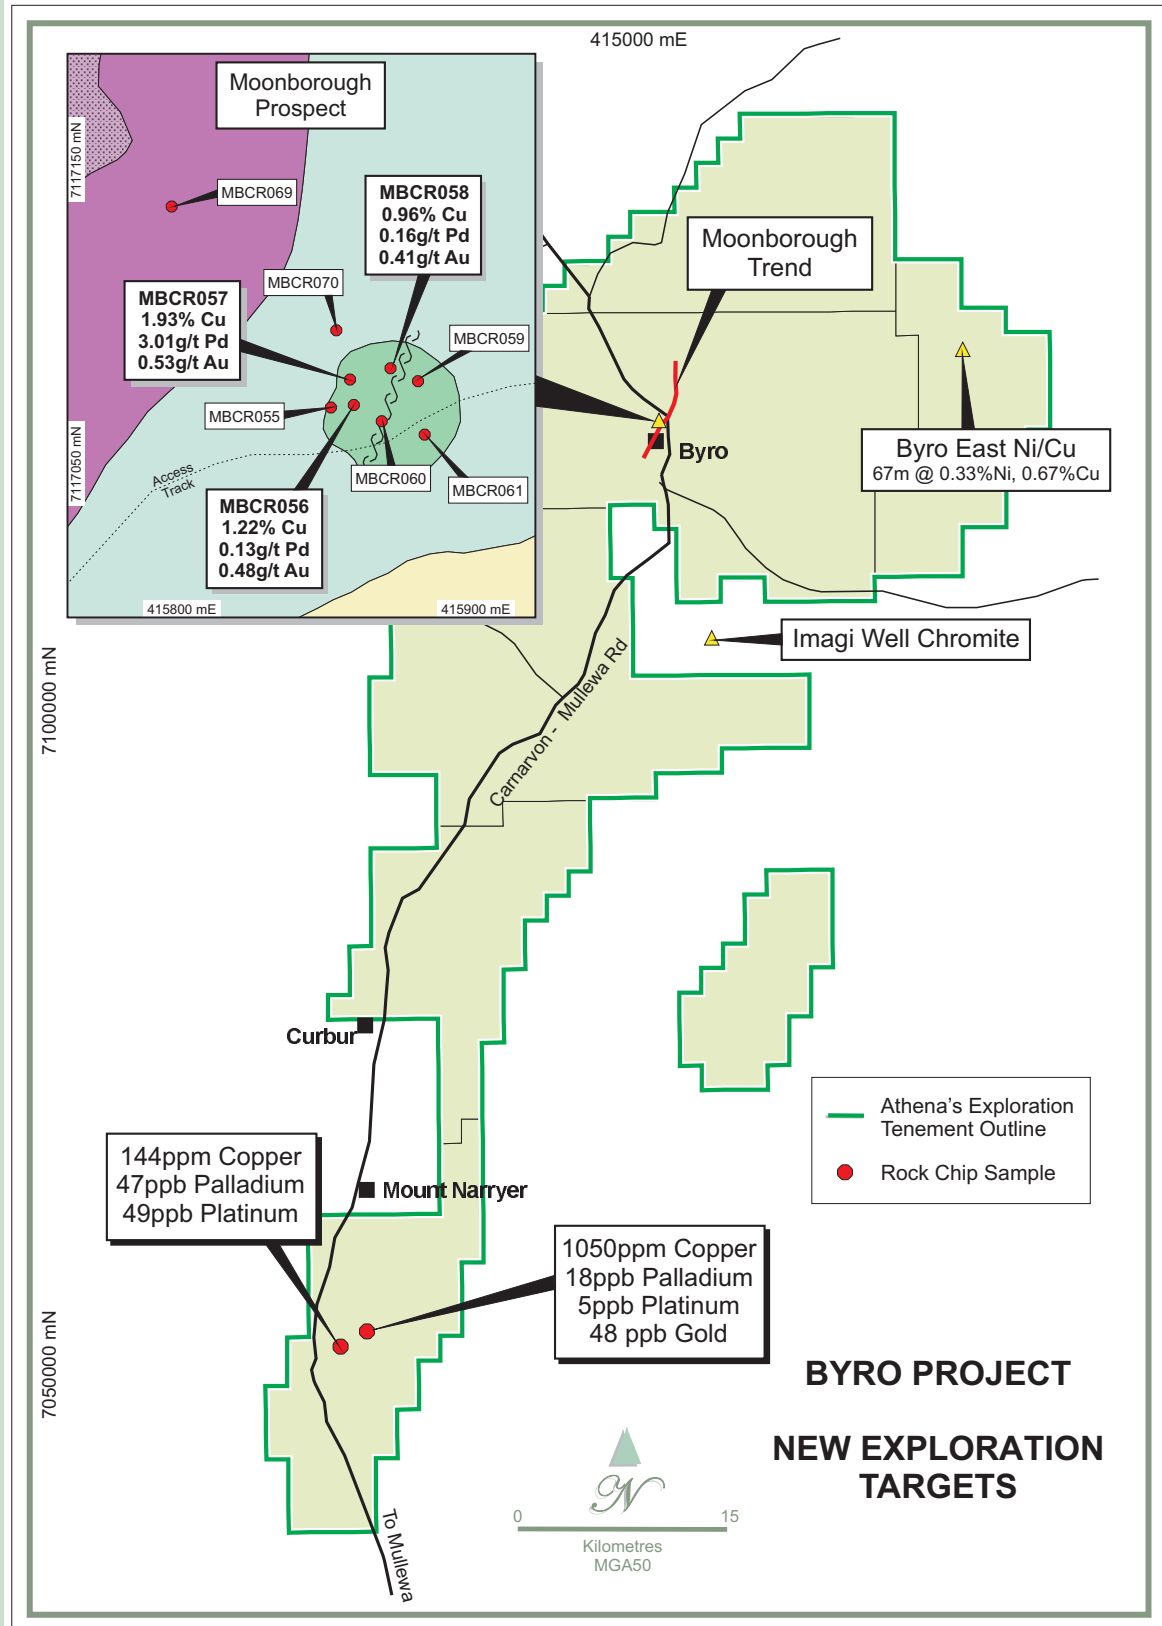 415000 mE
Moonborough
Prospect
7117150 mN
MBCR069
MBCR058
0.96% Cu
0.16g/t Pd
0.41g/t Au
MBCR070
MBCR057
1.93% Cu
3.01g/t Pd
0.53g/t Au
MBCR059
MBCR055
7117050 mN
Access
Track
MBCR060
MBCR061
MBCR056
1.22% Cu
0.13g/t Pd
0.48g/t Au
415800 mE
415900 mE
Moonborough
Trend
Byro
Byro East Ni/Cu
67m @ 0.33%Ni, 0.67%Cu
Imagi Well Chromite
7100000 mN
Carnarvon - Mullewa Rd
Curbur
Athena's Exploration
Tenement Outline
Rock Chip Sample
144ppm Copper
47ppb Palladium
49ppb Platinum
Mount Narryer
1050ppm Copper
18ppb Palladium
5ppb Platinum
48 ppb Gold
7050000 mN
BYRO PROJECT
NEW EXPLORATION
TARGETS
N
0 15
Kilometres
MGA50
To Mullewa